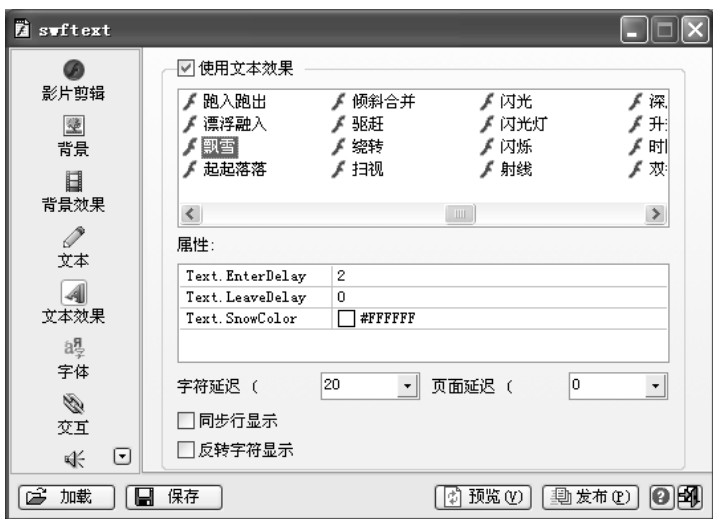 swftext
影片剪辑
背景
背景效果
文本
文本效果
字体
交互
使用文本效果
跑入跑出 倾斜合并 闪光 深
漂浮融入 驱赶 闪光灯 升
飘雪 绕转 闪烁 时
起起落落 扫视 射线 双
属性:
Text.EnterDelay 2
Text.LeaveDelay 0
Text.SnowColor #FFFFFF
字符延迟 ( 20 页面延迟 ( 0
同步行显示
反转字符显示
加载 保存 预览(V) 发布(P)